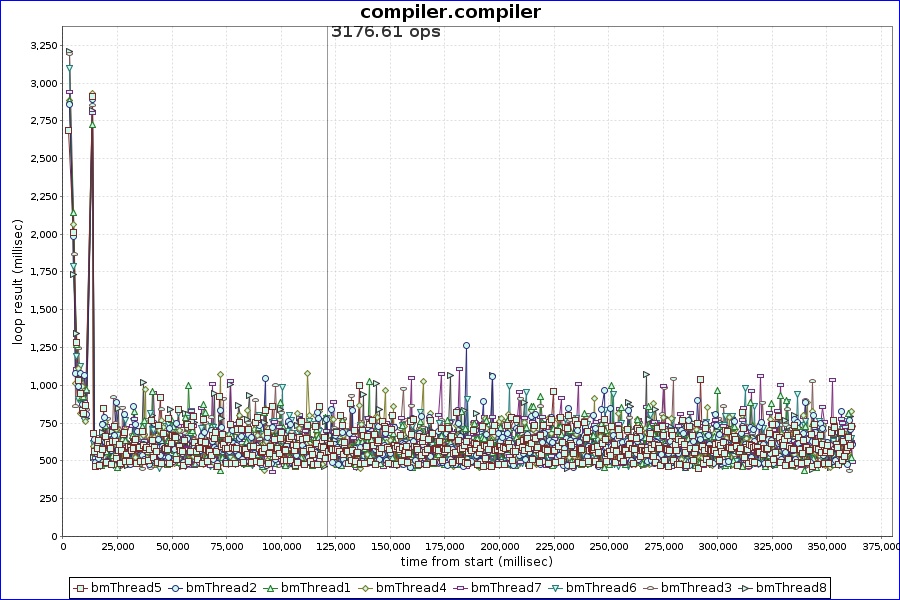 compiler.compiler
3176.61 ops
3,250
3,000
2,750
2,500
2,250
2,000
1,750
1,500
1,250
1,000
750
500
250
0
loop result (millisec)
0 25,000 50,000 75,000 100,000 125,000 150,000 175,000 200,000 225,000 250,000 275,000 300,000 325,000 350,000 375,000
time from start (millisec)
bmThread5 bmThread2 bmThread1 bmThread4 bmThread7 bmThread6 bmThread3 bmThread8